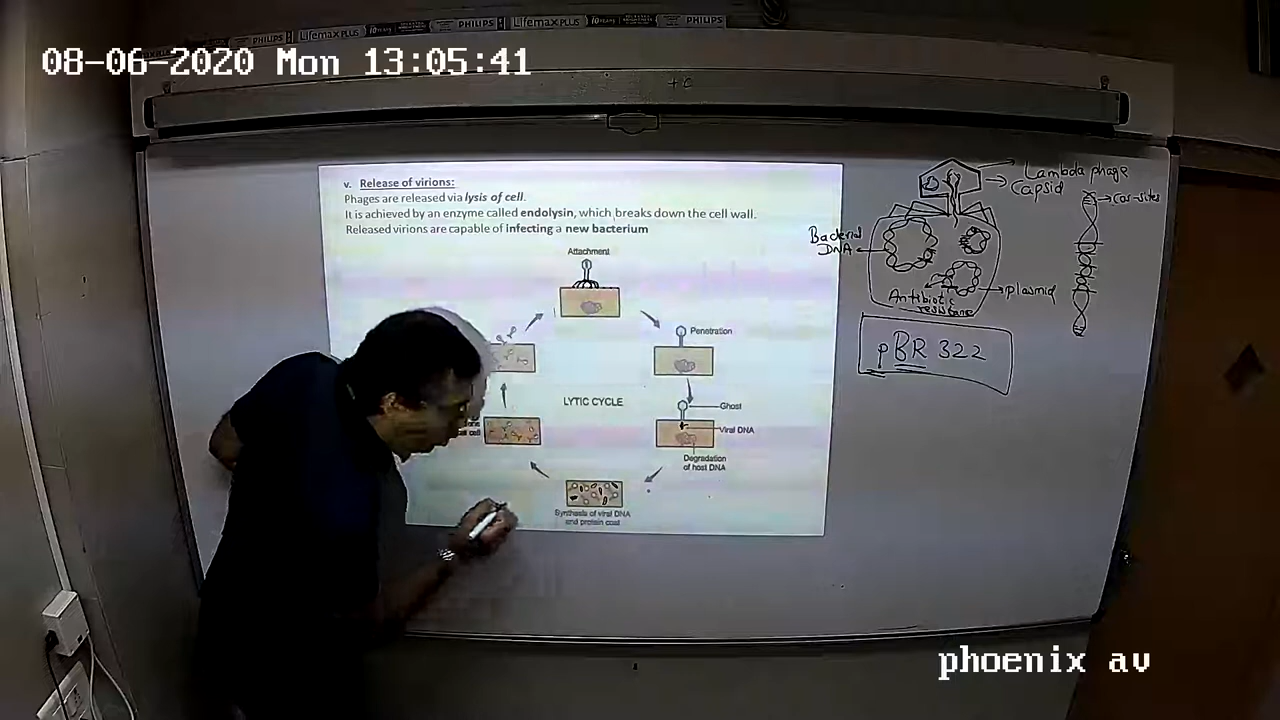 PHILIPS Lifemax PLUS 10 YEARS PHILIPS Lifemax PLUS 10 YEARS PHILIPS
08-06-2020 Mon 13:05:41
+c
v. Release of virions:
Phages are released via lysis of cell.
It is achieved by an enzyme called endolysin, which breaks down the cell wall.
Released virions are capable of infecting a new bacterium
Attachment
Penetration
LYTIC CYCLE
Ghost
Viral DNA
Degradation
of host DNA
Synthesis of viral DNA
and protein coat
Lambda phage
Capsid
Cos-sites
Bacterial
DNA
plasmid
Antibiotic
pBR 322
phoenix av